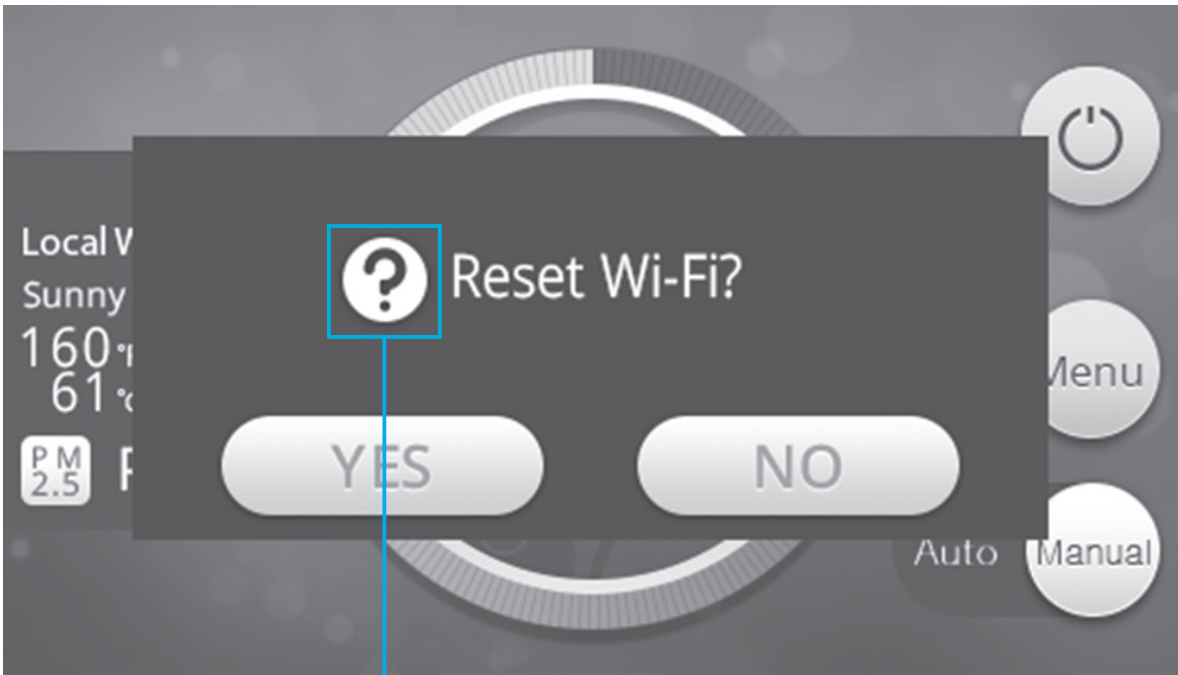 Local
Sunny
160
61
PM
2.5
? Reset Wi-Fi?
YES
NO
Menu
Auto
Manual